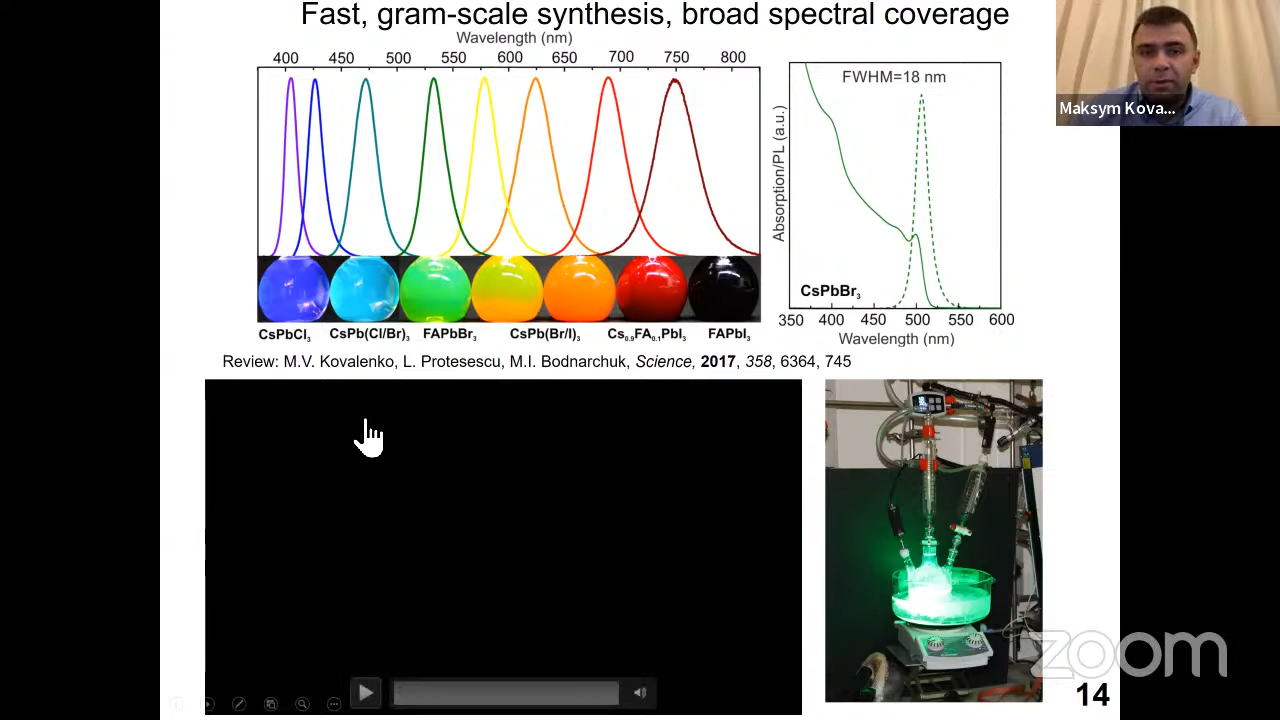 Fast, gram-scale synthesis, broad spectral coverage
Wavelength (nm)
400 450 500 550 600 650 700 750 800
CsPbCl₃ CsPb(Cl/Br)₃ FAPbBr₃ CsPb(Br/I)₃ Cs₀.₉FA₀.₁PbI₃ FAPbI₃
Absorption/PL (a.u.)
FWHM=18 nm
CsPbBr₃
350 400 450 500 550 600
Wavelength (nm)
Maksym Kova...
Review: M.V. Kovalenko, L. Protesescu, M.I. Bodnarchuk, Science, 2017, 358, 6364, 745
zoom
14